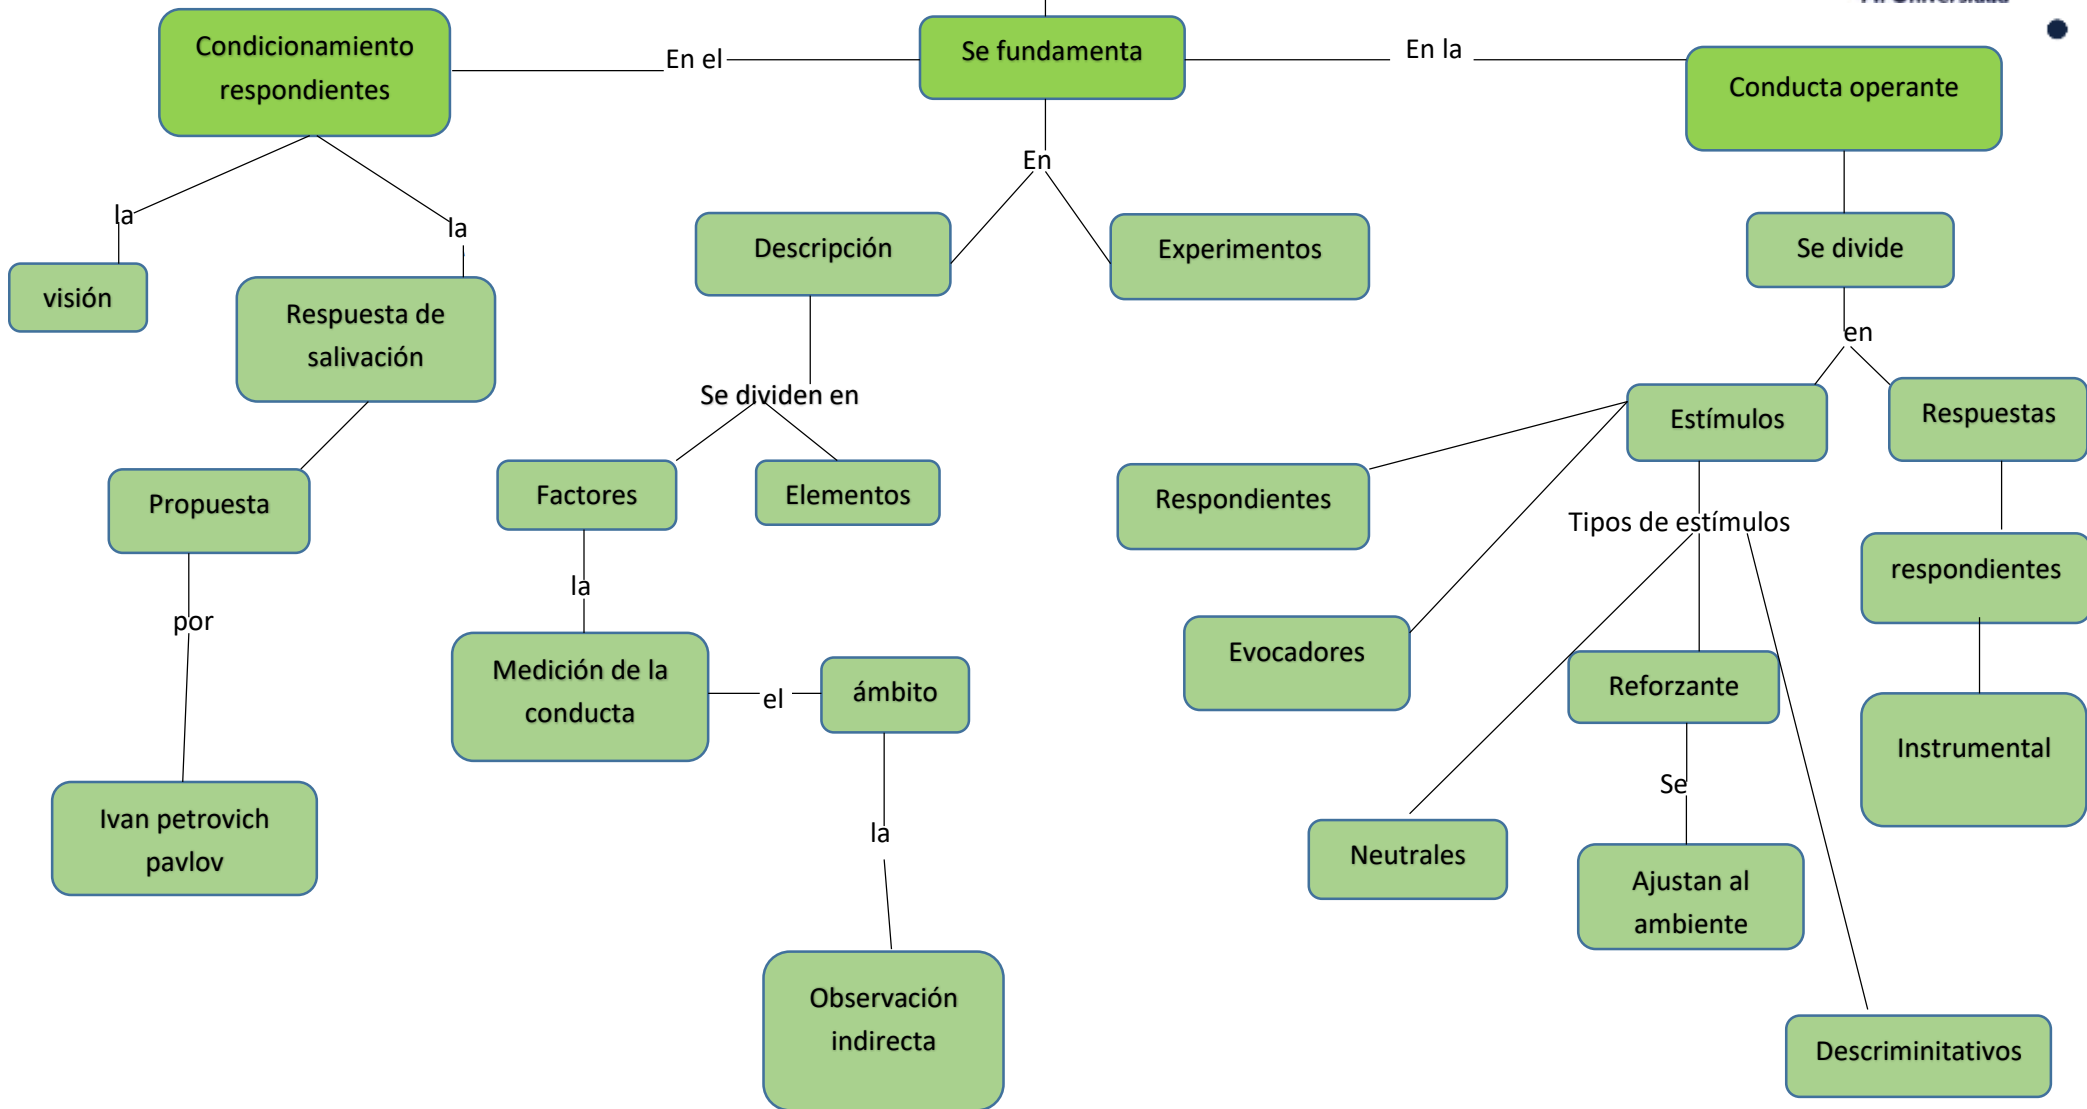 Condicionamiento
respondientes
En el
Se fundamenta
En la
Conducta operante
la
la
visión
Respuesta de
salivación
Propuesta
por
Ivan petrovich
pavlov
En
Descripción
Experimentos
Se dividen en
Factores
Elementos
la
Medición de la
conducta
el
ámbito
la
Observación
indirecta
Se divide
en
Estímulos
Respuestas
Respondientes
Tipos de estímulos
respondientes
Evocadores
Reforzante
Instrumental
Se
Neutrales
Ajustan al
ambiente
Descriminitativos